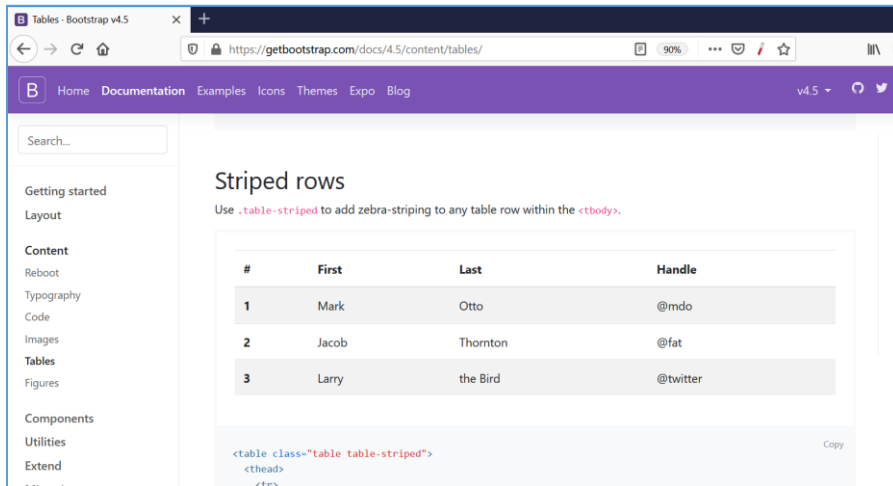 B Tables · Bootstrap v4.5
https://getbootstrap.com/docs/4.5/content/tables/
90%
B Home Documentation Examples Icons Themes Expo Blog v4.5
Search...
Getting started
Layout
Content
Reboot
Typography
Code
Images
Tables
Figures
Components
Utilities
Extend
Striped rows
Use .table-striped to add zebra-striping to any table row within the <tbody>.
# First Last Handle
1 Mark Otto @mdo
2 Jacob Thornton @fat
3 Larry the Bird @twitter
Copy
<table class="table table-striped">
<thead>
<tr>